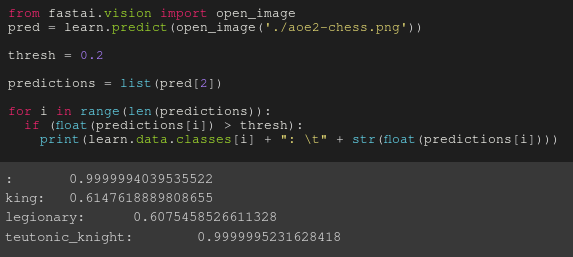 from fastai.vision import open_image
pred = learn.predict(open_image('./aoe2-chess.png'))
thresh = 0.2
predictions = list(pred[2])
for i in range(len(predictions)):
  if (float(predictions[i]) > thresh):
    print(learn.data.classes[i] + ": \t" + str(float(predictions[i])))
: 	0.9999994039535522
king: 	0.6147618889808655
legionary: 	0.6075458526611328
teutonic_knight: 	0.9999995231628418